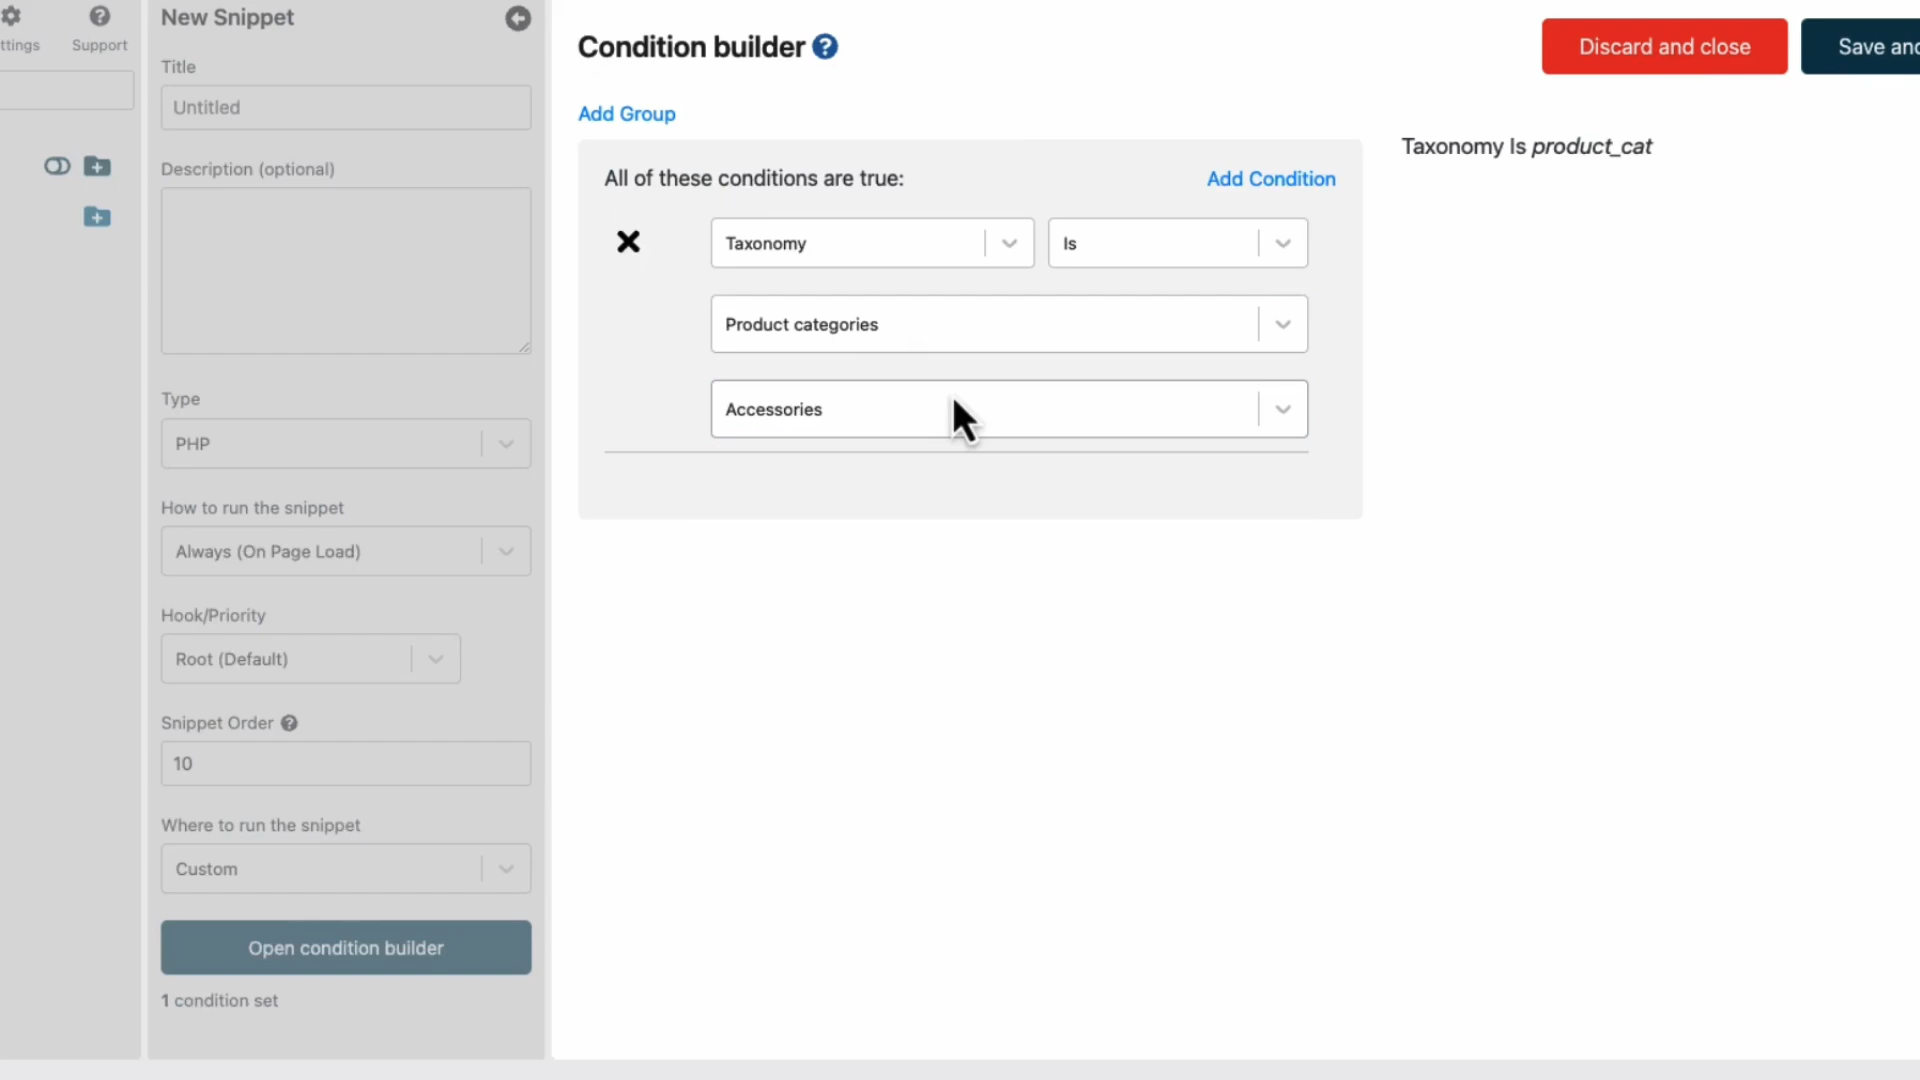 ttings
Support
New Snippet
Title
Untitled
Description (optional)
Type
PHP
How to run the snippet
Always (On Page Load)
Hook/Priority
Root (Default)
Snippet Order
10
Where to run the snippet
Custom
Open condition builder
1 condition set
Condition builder
Discard and close
Save and
Add Group
All of these conditions are true:
Add Condition
Taxonomy
Is
Product categories
Accessories
Taxonomy Is product_cat